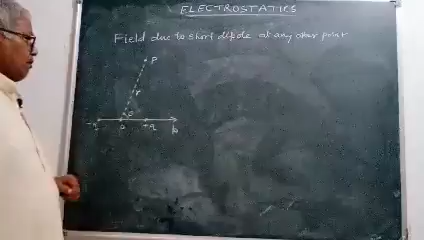 ELECTROSTATICS
Field due to short dipole at any other point
P
r
θ
-q O +q p